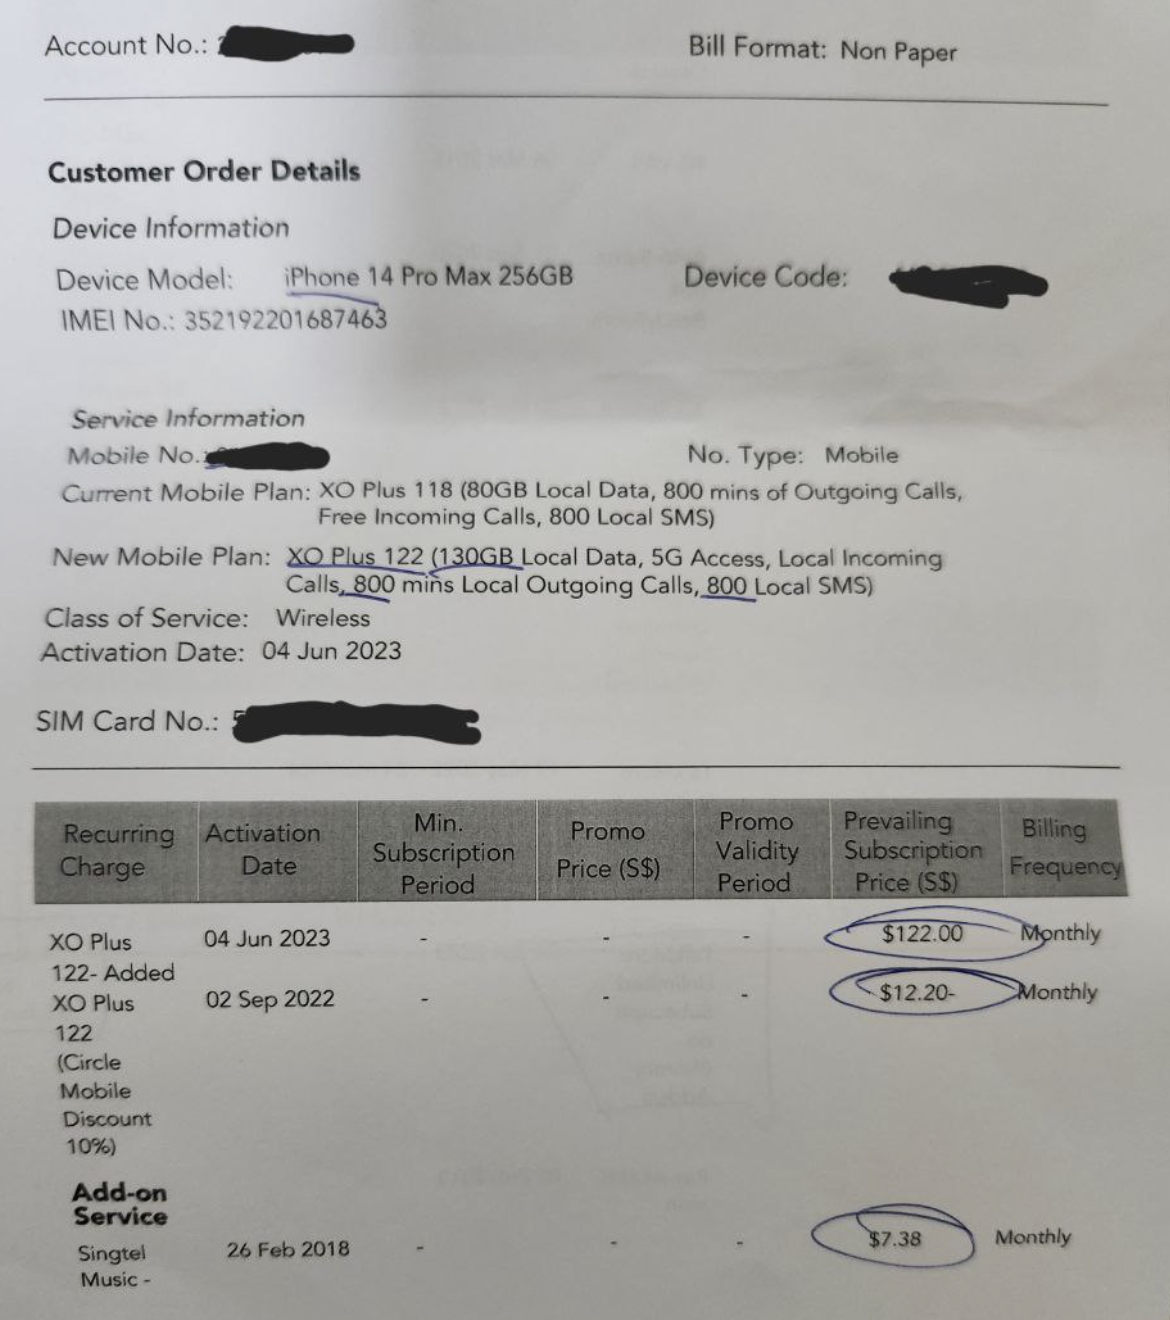 Account No.:
Bill Format: Non Paper
Customer Order Details
Device Information
Device Model: iPhone 14 Pro Max 256GB
Device Code:
IMEI No.: 352192201687463
Service Information
Mobile No.:
No. Type: Mobile
Current Mobile Plan: XO Plus 118 (80GB Local Data, 800 mins of Outgoing Calls,
Free Incoming Calls, 800 Local SMS)
New Mobile Plan: XO Plus 122 (130GB Local Data, 5G Access, Local Incoming
Calls, 800 mins Local Outgoing Calls, 800 Local SMS)
Class of Service: Wireless
Activation Date: 04 Jun 2023
SIM Card No.:
Recurring Charge
Activation Date
Min. Subscription Period
Promo Price (S$)
Promo Validity Period
Prevailing Subscription Price (S$)
Billing Frequency
XO Plus 04 Jun 2023 - - - $122.00 Monthly
122- Added
XO Plus 02 Sep 2022 - - - $12.20- Monthly
122
(Circle
Mobile
Discount
10%)
Add-on
Service
Singtel 26 Feb 2018 - - - $7.38 Monthly
Music -